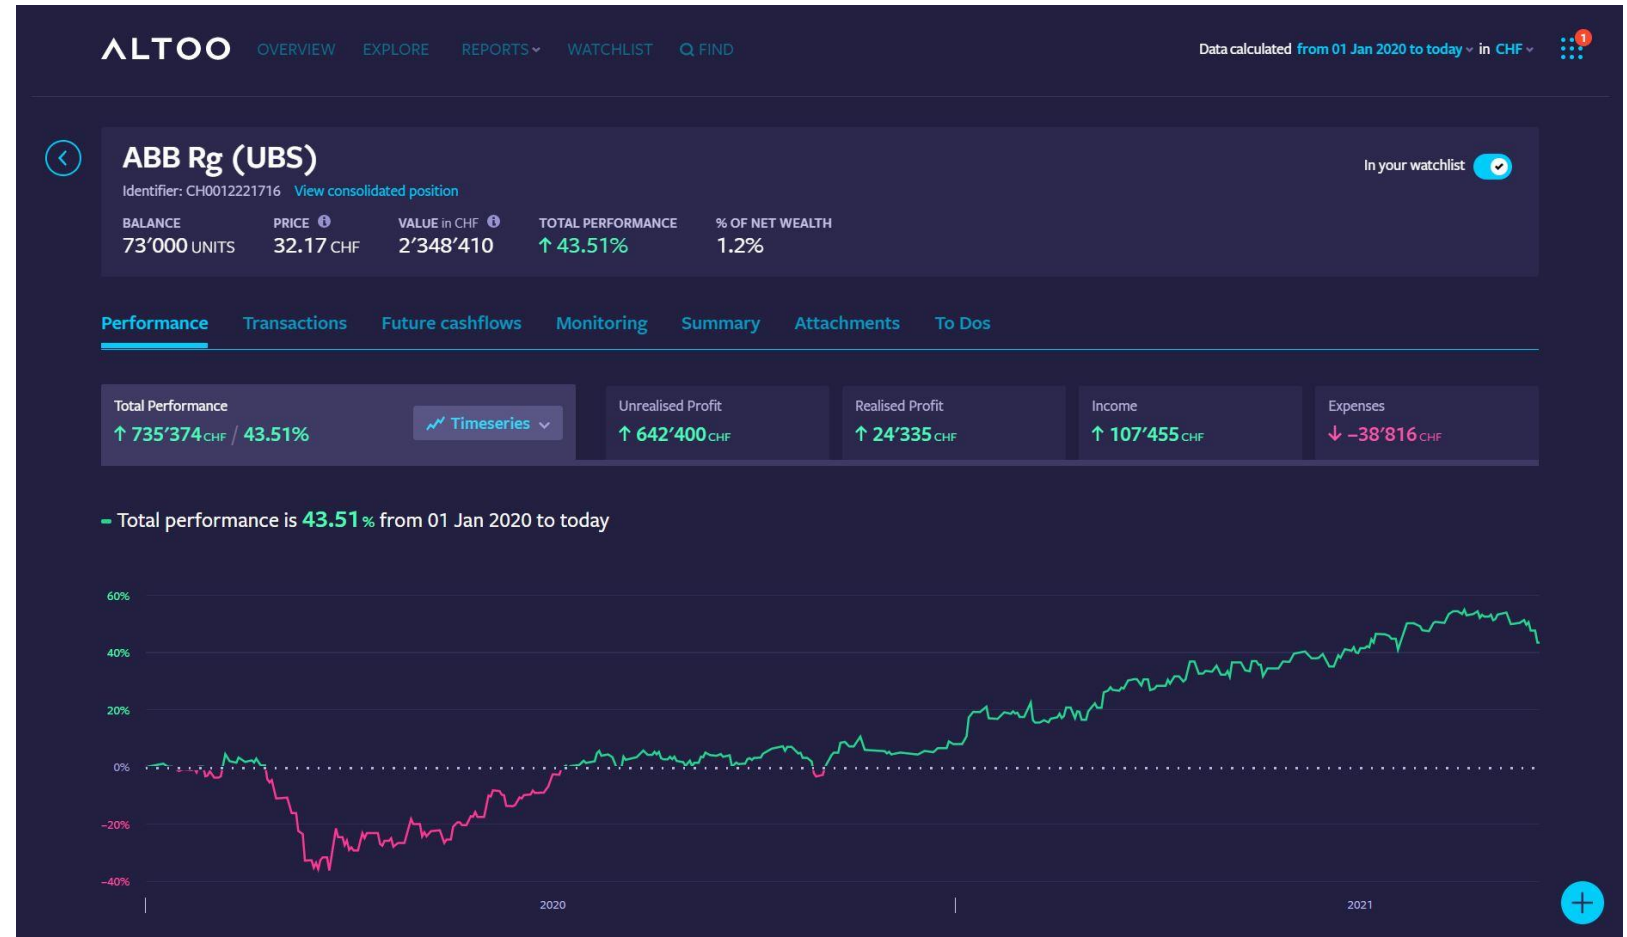 ALTOO OVERVIEW EXPLORE REPORTS WATCHLIST FIND Data calculated from 01 Jan 2020 to today in CHF 1
ABB Rg (UBS)
In your watchlist
Identifier: CH0012221716 View consolidated position
BALANCE PRICE VALUE in CHF TOTAL PERFORMANCE % OF NET WEALTH
73’000 UNITS 32.17 CHF 2’348’410 ↑ 43.51% 1.2%
Performance Transactions Future cashflows Monitoring Summary Attachments To Dos
Total Performance Unrealised Profit Realised Profit Income Expenses
↑ 735’374 CHF / 43.51% Timeseries ↑ 642’400 CHF ↑ 24’335 CHF ↑ 107’455 CHF ↓ –38’816 CHF
Total performance is 43.51 % from 01 Jan 2020 to today
60%
40%
20%
0%
–20%
–40%
2020 2021